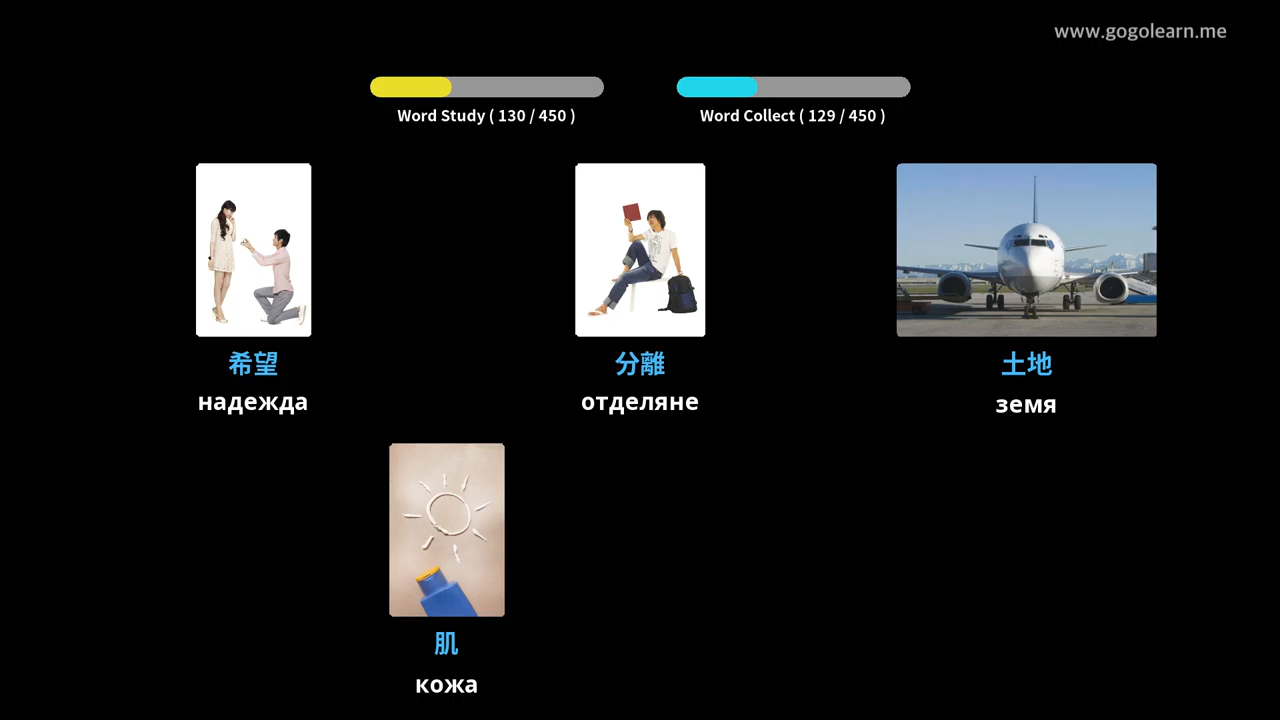 www.gogolearn.me
Word Study ( 130 / 450 )
Word Collect ( 129 / 450 )
希望
надежда
分離
отделяне
土地
земя
肌
кожа